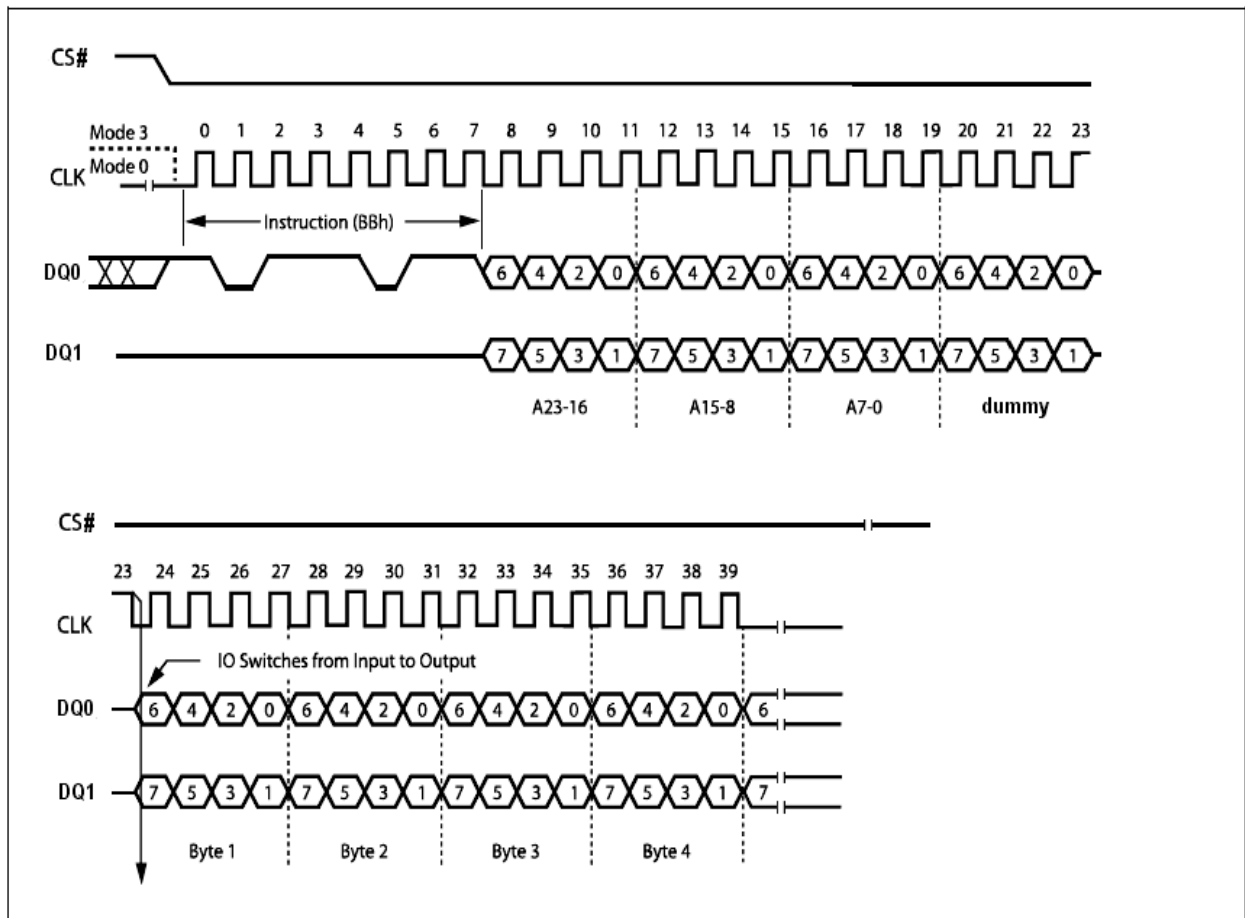 CS#
Mode 3
0 1 2 3 4 5 6 7 8 9 10 11 12 13 14 15 16 17 18 19 20 21 22 23
CLK Mode 0
Instruction (BBh)
DQ0 6 4 2 0 6 4 2 0 6 4 2 0 6 4 2 0
DQ1 7 5 3 1 7 5 3 1 7 5 3 1 7 5 3 1
A23-16 A15-8 A7-0 dummy
CS#
23 24 25 26 27 28 29 30 31 32 33 34 35 36 37 38 39
CLK
IO Switches from Input to Output
DQ0 6 4 2 0 6 4 2 0 6 4 2 0 6 4 2 0 6
DQ1 7 5 3 1 7 5 3 1 7 5 3 1 7 5 3 1 7
Byte 1 Byte 2 Byte 3 Byte 4